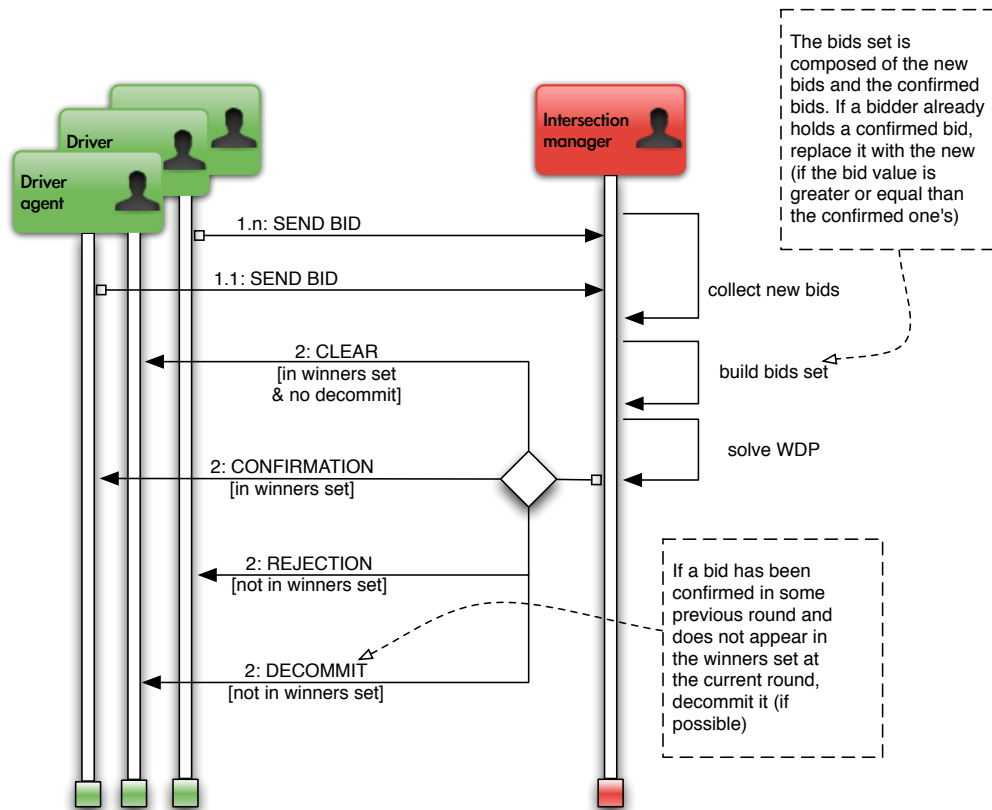 The bids set is
composed of the new
bids and the confirmed
bids. If a bidder already
holds a confirmed bid,
replace it with the new
(if the bid value is
greater or equal than
the confirmed one's)
Driver
Driver
agent
Intersection
manager
1.n: SEND BID
1.1: SEND BID
collect new bids
2: CLEAR
[in winners set
& no decommit]
build bids set
solve WDP
2: CONFIRMATION
[in winners set]
2: REJECTION
[not in winners set]
If a bid has been
confirmed in some
previous round and
does not appear in
the winners set at
the current round,
decommit it (if
possible)
2: DECOMMIT
[not in winners set]